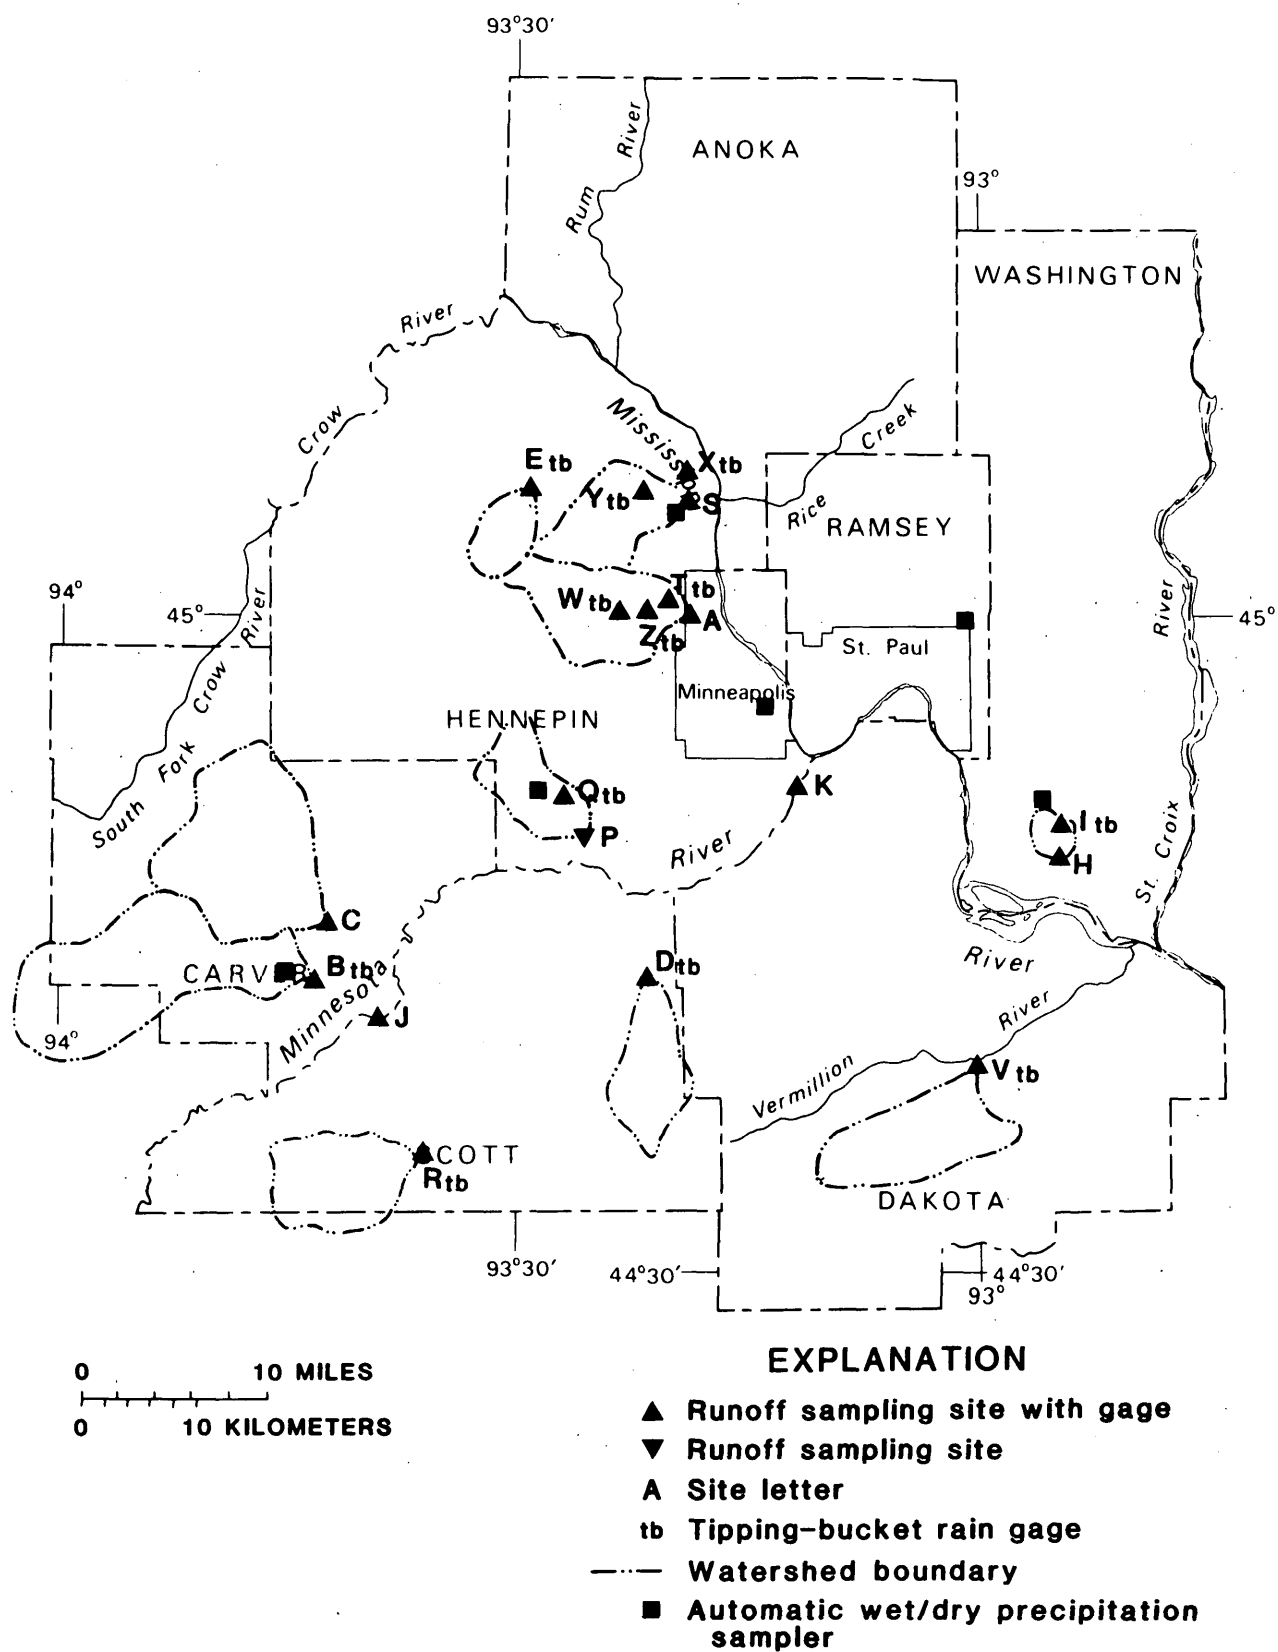 93°30'
River
ANOKA
93°
Rum
WASHINGTON
River
Crow
Mississ
Creek
E tb
X tb
Y tb
S
Rice
RAMSEY
94°
45°
River
W tb
T tb
A
River
45°
Z tb
St. Paul
Crow
Minneapolis
HENNEPIN
Fork
South
Q tb
K
P
River
I tb
H
St. Croix
C
CARVER
B tb
D tb
River
Minnesota
J
94°
River
Vermillion
V tb
SCOTT
R tb
DAKOTA
93°30'
44°30'
44°30'
93°
0 10 MILES
0 10 KILOMETERS
EXPLANATION
Runoff sampling site with gage
Runoff sampling site
A Site letter
tb Tipping-bucket rain gage
Watershed boundary
Automatic wet/dry precipitation
sampler